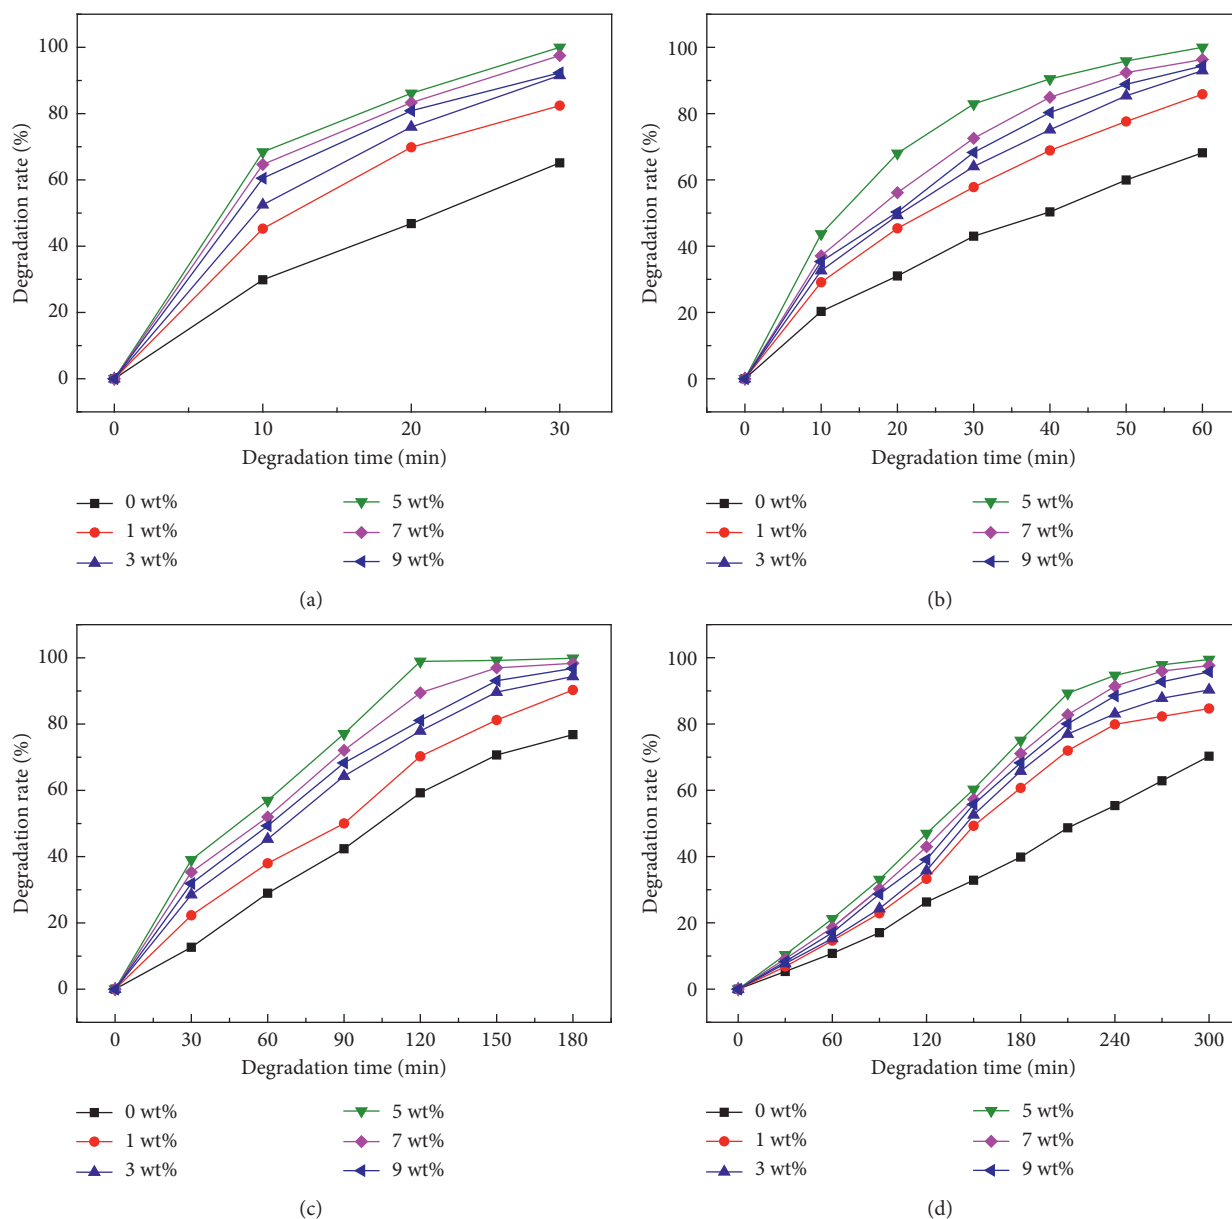 100
80
60
40
20
0
Degradation rate (%)
0 10 20 30
Degradation time (min)
0 wt%
1 wt%
3 wt%
5 wt%
7 wt%
9 wt%
(a)
100
80
60
40
20
0
Degradation rate (%)
0 10 20 30 40 50 60
Degradation time (min)
0 wt%
1 wt%
3 wt%
5 wt%
7 wt%
9 wt%
(b)
100
80
60
40
20
0
Degradation rate (%)
0 30 60 90 120 150 180
Degradation time (min)
0 wt%
1 wt%
3 wt%
5 wt%
7 wt%
9 wt%
(c)
100
80
60
40
20
0
Degradation rate (%)
0 60 120 180 240 300
Degradation time (min)
0 wt%
1 wt%
3 wt%
5 wt%
7 wt%
9 wt%
(d)